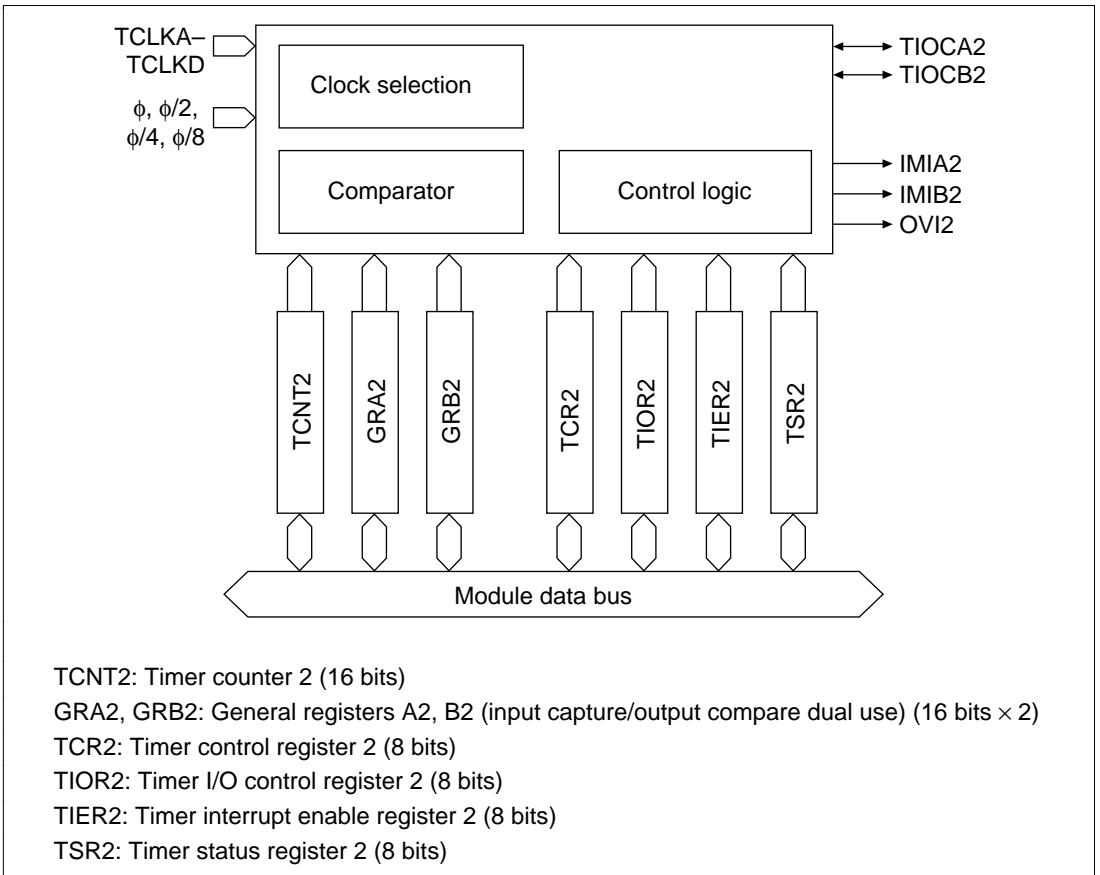 TCLKA–
TCLKD
ϕ, ϕ/2,
ϕ/4, ϕ/8
Clock selection
Comparator
Control logic
TIOCA2
TIOCB2
IMIA2
IMIB2
OVI2
TCNT2
GRA2
GRB2
TCR2
TIOR2
TIER2
TSR2
Module data bus
TCNT2: Timer counter 2 (16 bits)
GRA2, GRB2: General registers A2, B2 (input capture/output compare dual use) (16 bits × 2)
TCR2: Timer control register 2 (8 bits)
TIOR2: Timer I/O control register 2 (8 bits)
TIER2: Timer interrupt enable register 2 (8 bits)
TSR2: Timer status register 2 (8 bits)